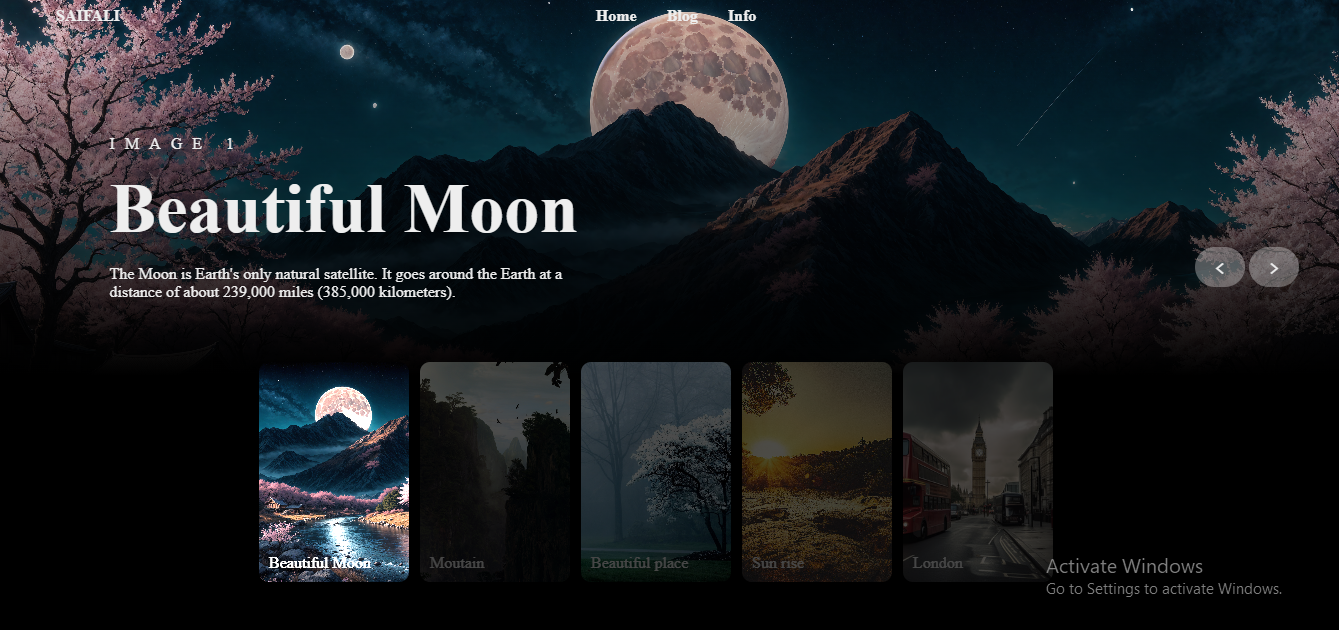 SAIFALI
Home Blog Info
IMAGE 1
Beautiful Moon
The Moon is Earth's only natural satellite. It goes around the Earth at a
distance of about 239,000 miles (385,000 kilometers).
< >
Beautiful Moon
Moutain
Beautiful place
Sun rise
London
Activate Windows
Go to Settings to activate Windows.